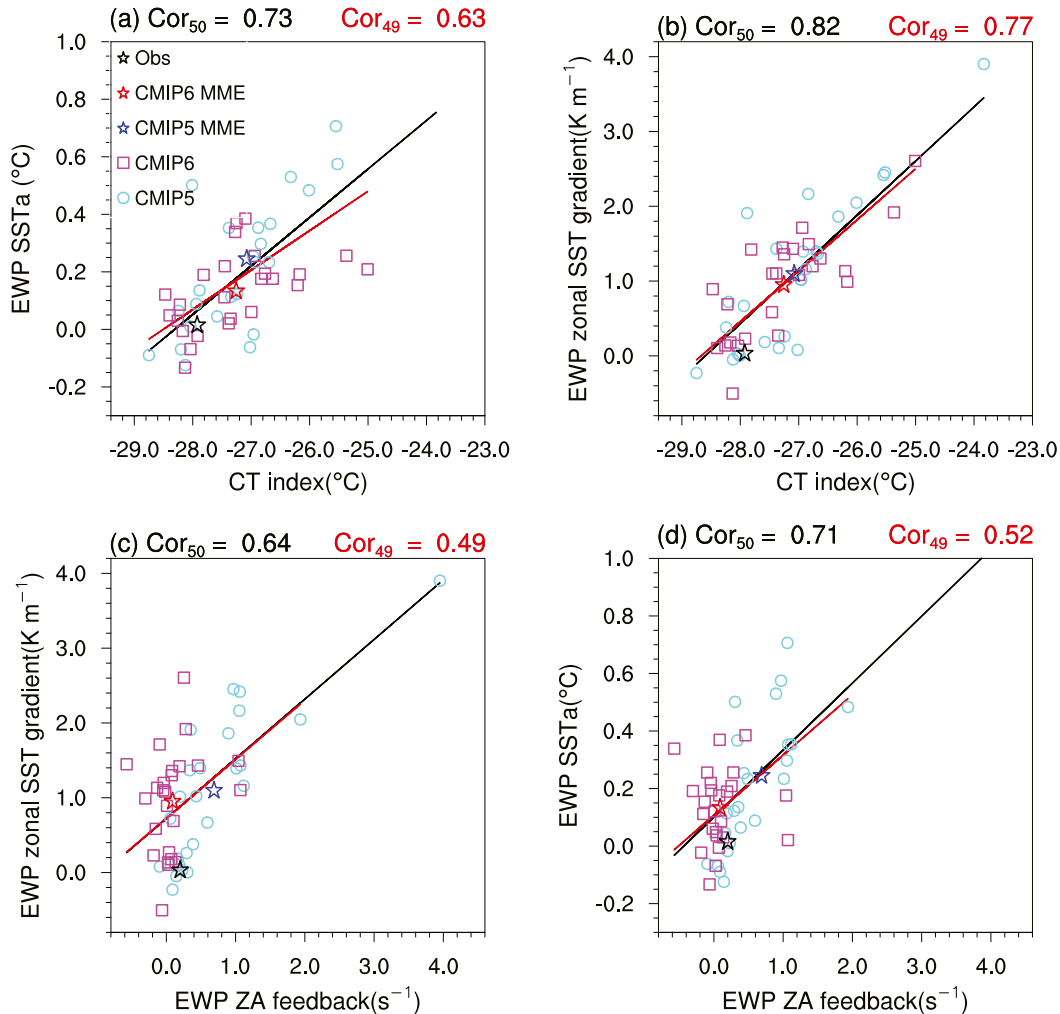 (a) Cor₅₀ = 0.73 Cor₄₉ = 0.63
EWP SSTa (°C)
1.0
0.8
0.6
0.4
0.2
0.0
-0.2
Obs
CMIP6 MME
CMIP5 MME
CMIP6
CMIP5
-29.0 -28.0 -27.0 -26.0 -25.0 -24.0 -23.0
CT index(°C)
(b) Cor₅₀ = 0.82 Cor₄₉ = 0.77
EWP zonal SST gradient(K m⁻¹)
4.0
3.0
2.0
1.0
0.0
-29.0 -28.0 -27.0 -26.0 -25.0 -24.0 -23.0
CT index(°C)
(c) Cor₅₀ = 0.64 Cor₄₉ = 0.49
EWP zonal SST gradient(K m⁻¹)
4.0
3.0
2.0
1.0
0.0
0.0 1.0 2.0 3.0 4.0
EWP ZA feedback(s⁻¹)
(d) Cor₅₀ = 0.71 Cor₄₉ = 0.52
EWP SSTa(°C)
1.0
0.8
0.6
0.4
0.2
0.0
-0.2
0.0 1.0 2.0 3.0 4.0
EWP ZA feedback(s⁻¹)